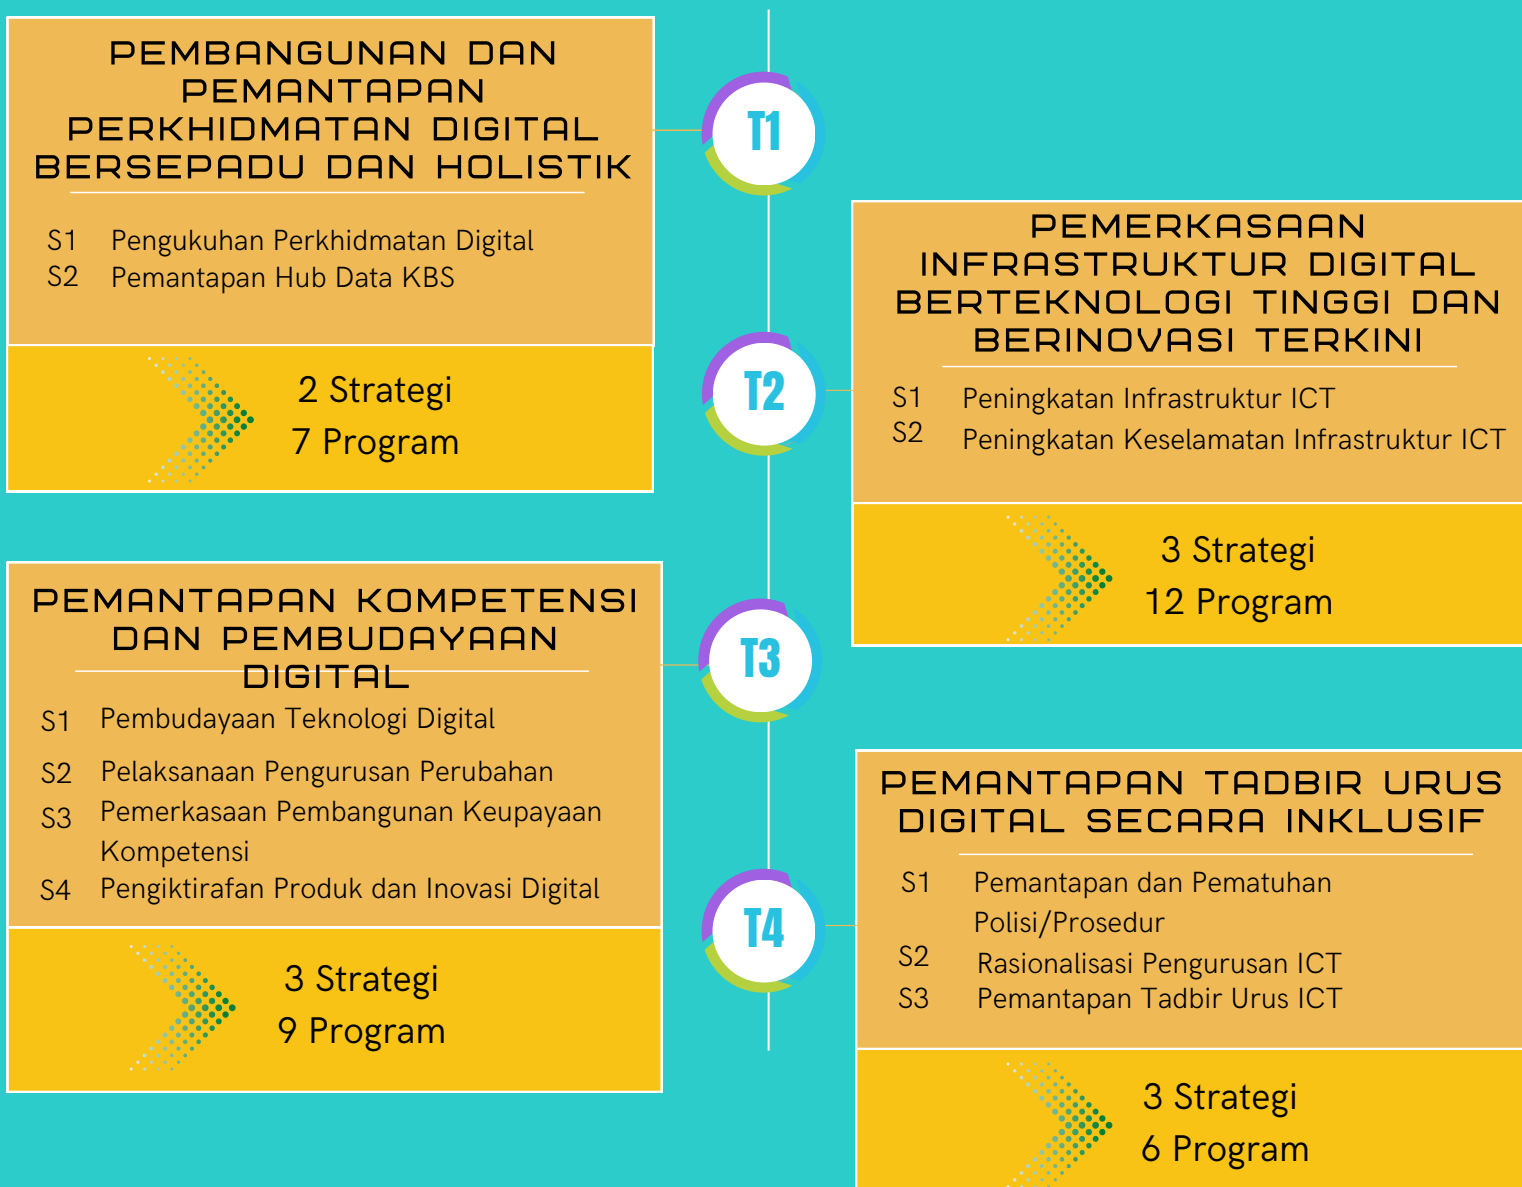 PEMBANGUNAN DAN
PEMANTAPAN
PERKHIDMATAN DIGITAL
BERSEPADU DAN HOLISTIK
S1 Pengukuhan Perkhidmatan Digital
S2 Pemantapan Hub Data KBS
2 Strategi
7 Program
T1
PEMERKASAAN
INFRASTRUKTUR DIGITAL
BERTEKNOLOGI TINGGI DAN
BERINOVASI TERKINI
S1 Peningkatan Infrastruktur ICT
S2 Peningkatan Keselamatan Infrastruktur ICT
3 Strategi
12 Program
T2
PEMANTAPAN KOMPETENSI
DAN PEMBUDAYAAN
DIGITAL
S1 Pembudayaan Teknologi Digital
S2 Pelaksanaan Pengurusan Perubahan
S3 Pemerkasaan Pembangunan Keupayaan
Kompetensi
S4 Pengiktirafan Produk dan Inovasi Digital
3 Strategi
9 Program
T3
PEMANTAPAN TADBIR URUS
DIGITAL SECARA INKLUSIF
S1 Pemantapan dan Pematuhan
Polisi/Prosedur
S2 Rasionalisasi Pengurusan ICT
S3 Pemantapan Tadbir Urus ICT
3 Strategi
6 Program
T4